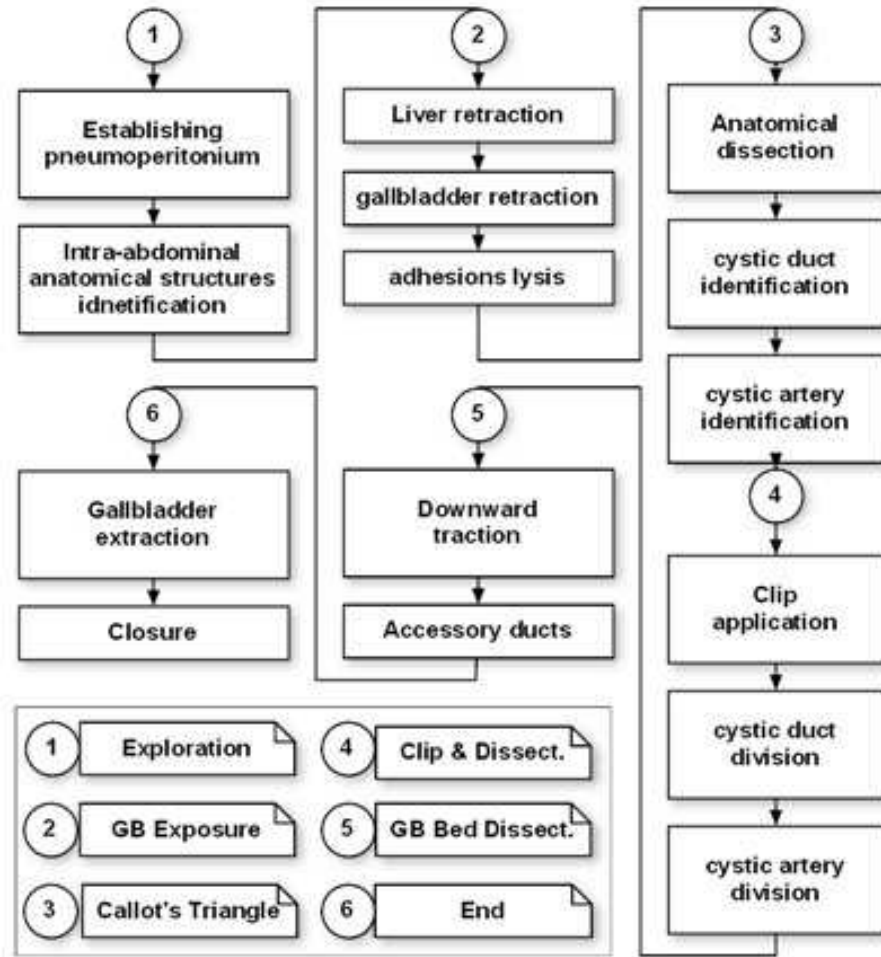 1
Establishing
pneumoperitonium
Intra-abdominal
anatomical structures
idnetification
2
Liver retraction
gallbladder retraction
adhesions lysis
3
Anatomical
dissection
cystic duct
identification
cystic artery
identification
4
Clip
application
cystic duct
division
cystic artery
division
5
Downward
traction
Accessory ducts
6
Gallbladder
extraction
Closure
1 Exploration
2 GB Exposure
3 Callot's Triangle
4 Clip & Dissect.
5 GB Bed Dissect.
6 End